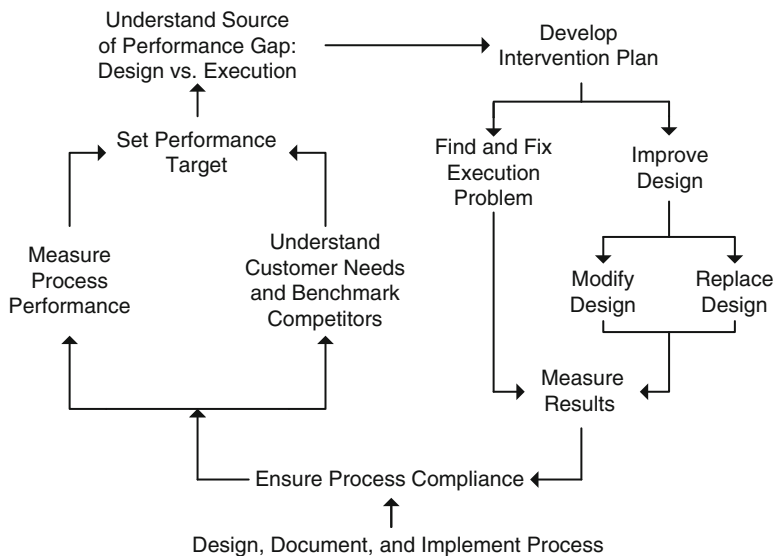 Understand Source
of Performance Gap:
Design vs. Execution
Develop
Intervention Plan
Set Performance
Target
Find and Fix
Execution
Problem
Improve
Design
Measure
Process
Performance
Understand
Customer Needs
and Benchmark
Competitors
Modify
Design
Replace
Design
Measure
Results
Ensure Process Compliance
Design, Document, and Implement Process